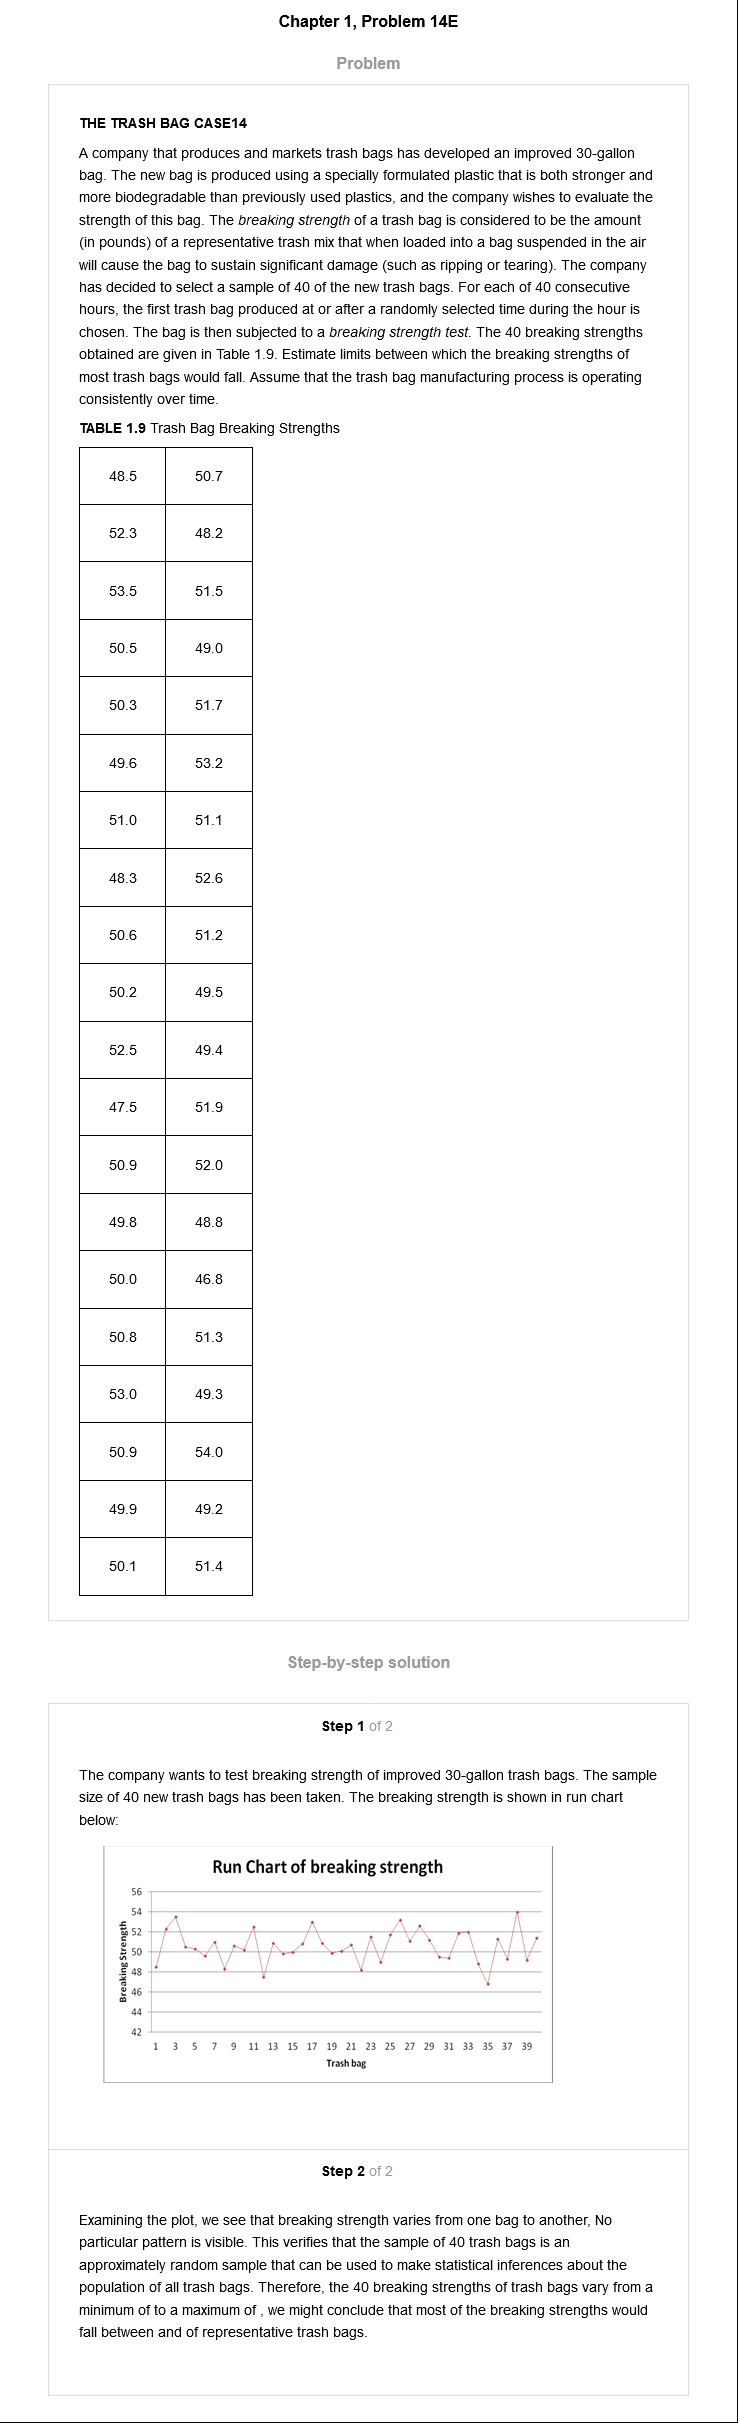 Chapter 1, Problem 14E
Problem
THE TRASH BAG CASE14
A company that produces and markets trash bags has developed an improved 30-gallon
bag. The new bag is produced using a specially formulated plastic that is both stronger and
more biodegradable than previously used plastics, and the company wishes to evaluate the
strength of this bag. The breaking strength of a trash bag is considered to be the amount
(in pounds) of a representative trash mix that when loaded into a bag suspended in the air
will cause the bag to sustain significant damage (such as ripping or tearing). The company
has decided to select a sample of 40 of the new trash bags. For each of 40 consecutive
hours, the first trash bag produced at or after a randomly selected time during the hour is
chosen. The bag is then subjected to a breaking strength test. The 40 breaking strengths
obtained are given in Table 1.9. Estimate limits between which the breaking strengths of
most trash bags would fall. Assume that the trash bag manufacturing process is operating
consistently over time.
TABLE 1.9 Trash Bag Breaking Strengths
48.5 50.7
52.3 48.2
53.5 51.5
50.5 49.0
50.3 51.7
49.6 53.2
51.0 51.1
48.3 52.6
50.6 51.2
50.2 49.5
52.5 49.4
47.5 51.9
50.9 52.0
49.8 48.8
50.0 46.8
50.8 51.3
53.0 49.3
50.9 54.0
49.9 49.2
50.1 51.4
Step-by-step solution
Step 1 of 2
The company wants to test breaking strength of improved 30-gallon trash bags. The sample
size of 40 new trash bags has been taken. The breaking strength is shown in run chart
below:
Run Chart of breaking strength
Breaking Strength
56
54
52
50
48
46
44
42
1 3 5 7 9 11 13 15 17 19 21 23 25 27 29 31 33 35 37 39
Trash bag
Step 2 of 2
Examining the plot, we see that breaking strength varies from one bag to another, No
particular pattern is visible. This verifies that the sample of 40 trash bags is an
approximately random sample that can be used to make statistical inferences about the
population of all trash bags. Therefore, the 40 breaking strengths of trash bags vary from a
minimum of to a maximum of , we might conclude that most of the breaking strengths would
fall between and of representative trash bags.